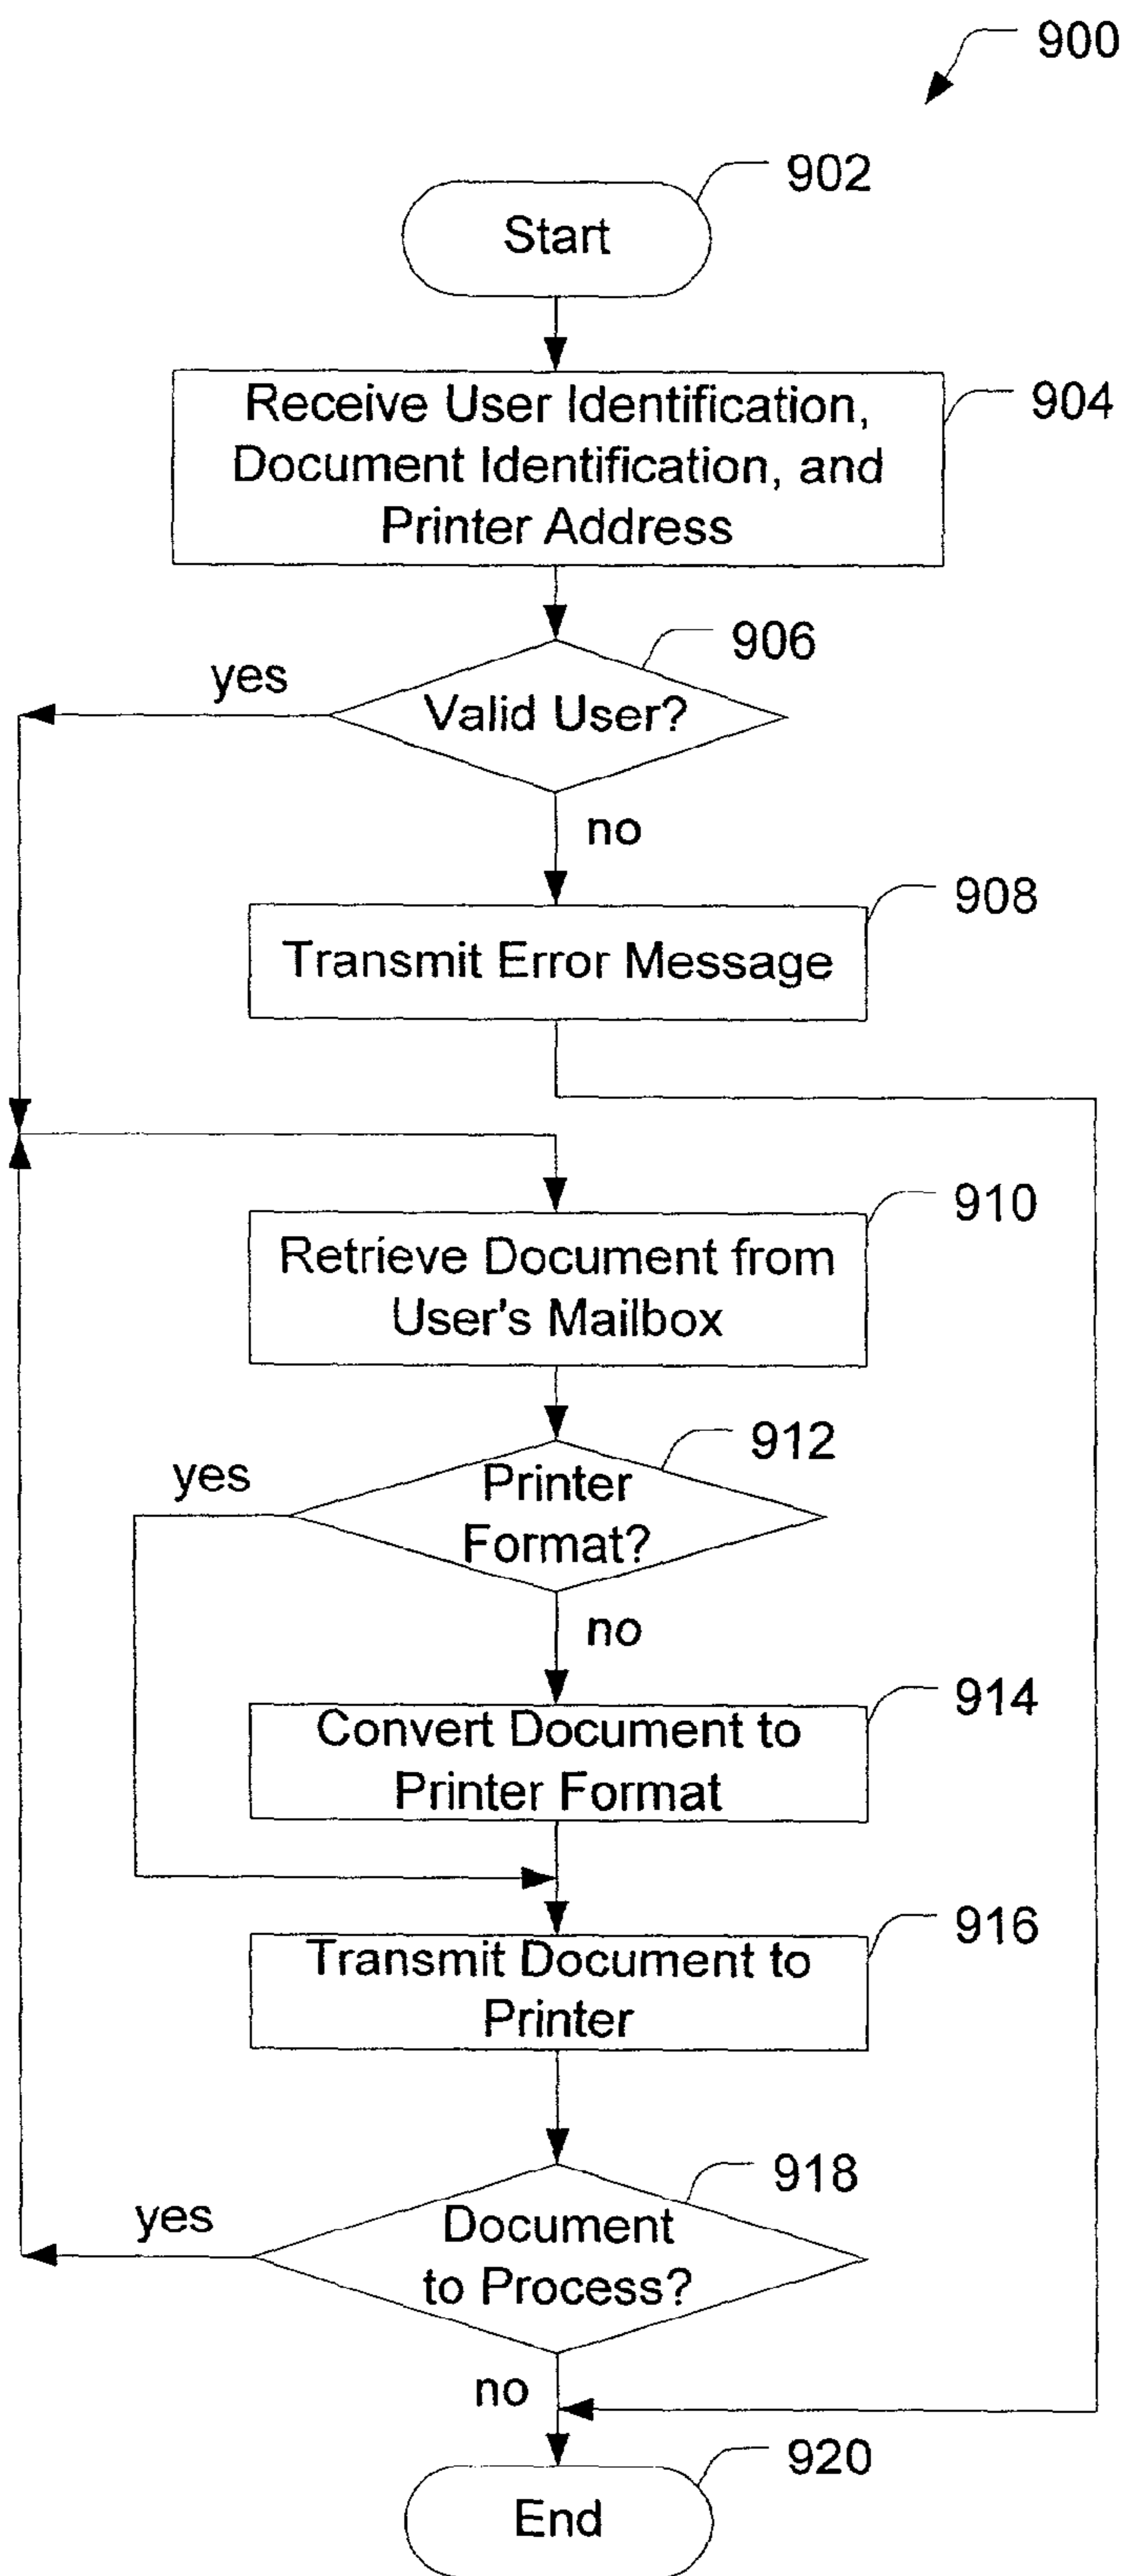 900
902
Start
904
Receive User Identification,
Document Identification, and
Printer Address
906
yes
Valid User?
no
908
Transmit Error Message
910
Retrieve Document from
User's Mailbox
912
yes
Printer
Format?
no
914
Convert Document to
Printer Format
916
Transmit Document to
Printer
918
yes
Document
to Process?
no
920
End